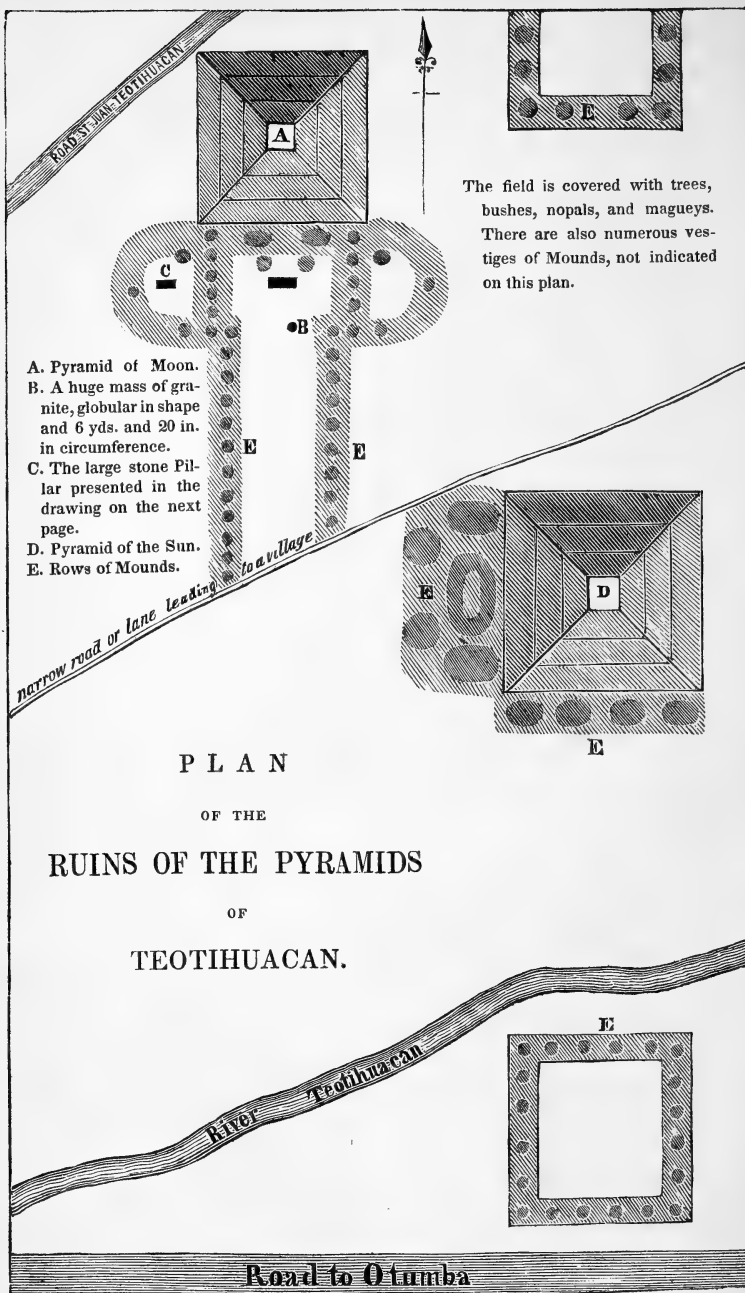 ROAD ST JUAN TEOTIHUACAN
A
E
The field is covered with trees,
bushes, nopals, and magueys.
There are also numerous ves-
tiges of Mounds, not indicated
on this plan.
C
B
A. Pyramid of Moon.
B. A huge mass of gra-
nite, globular in shape
and 6 yds. and 20 in.
in circumference.
C. The large stone Pil-
lar presented in the
drawing on the next
page.
D. Pyramid of the Sun.
E. Rows of Mounds.
E
E
narrow road or lane leading to a village
E
D
E
PLAN
OF THE
RUINS OF THE PYRAMIDS
OF
TEOTIHUACAN.
River Teotihuacan
E
Road to Otumba